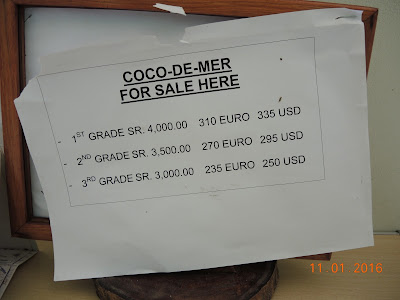 COCO-DE-MER
FOR SALE HERE
- 1ST GRADE SR. 4,000.00 310 EURO 335 USD
- 2ND GRADE SR. 3,500.00 270 EURO 295 USD
- 3RD GRADE SR. 3,000.00 235 EURO 250 USD
11 01 2016